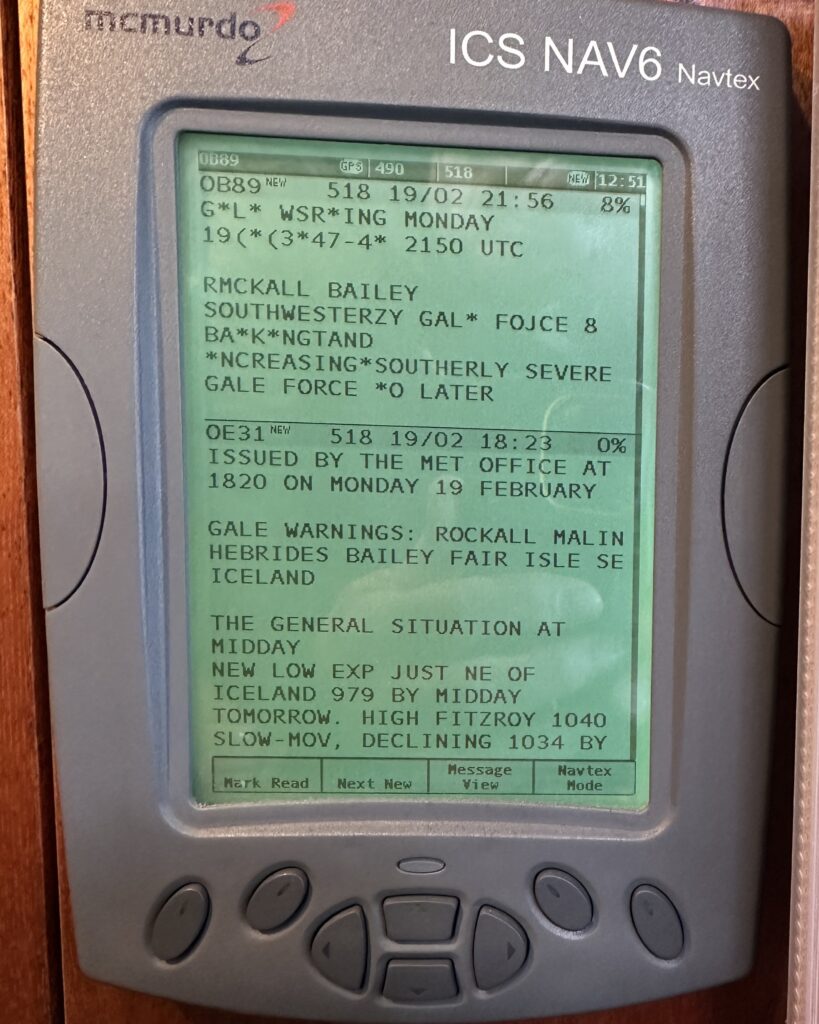 mcmurdo
ICS NAV6 Navtex
OB89 GPS 490 518 NEW 12:51
OB89 NEW 518 19/02 21:56 8%
G*L* WSR*ING MONDAY
19(*(3*47-4* 2150 UTC
RMCKALL BAILEY
SOUTHWESTERZY GAL* FOJCE 8
BA*K*NGTAND
*NCREASING*SOUTHERLY SEVERE
GALE FORCE *O LATER
OE31 NEW 518 19/02 18:23 0%
ISSUED BY THE MET OFFICE AT
1820 ON MONDAY 19 FEBRUARY
GALE WARNINGS: ROCKALL MALIN
HEBRIDES BAILEY FAIR ISLE SE
ICELAND
THE GENERAL SITUATION AT
MIDDAY
NEW LOW EXP JUST NE OF
ICELAND 979 BY MIDDAY
TOMORROW. HIGH FITZROY 1040
SLOW-MOV, DECLINING 1034 BY
Mark Read Next New Message View Navtex Mode